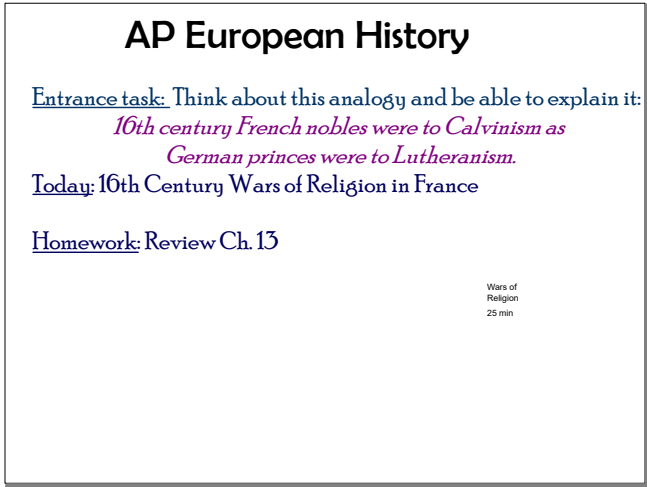 AP European History
Entrance task: Think about this analogy and be able to explain it:
16th century French nobles were to Calvinism as
German princes were to Lutheranism.
Today: 16th Century Wars of Religion in France
Homework: Review Ch. 13
Wars of
Religion
25 min